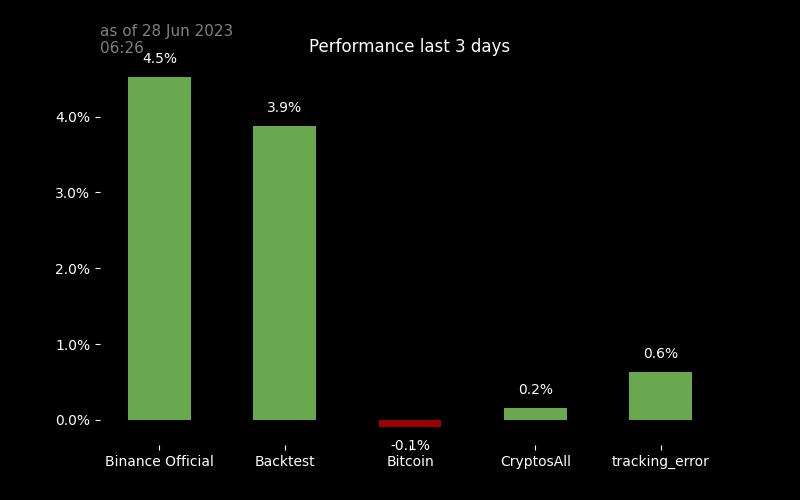 as of 28 Jun 2023
06:26
Performance last 3 days
4.5%
3.9%
-0.1%
0.2%
0.6%
4.0%
3.0%
2.0%
1.0%
0.0%
Binance Official
Backtest
Bitcoin
CryptosAll
tracking_error